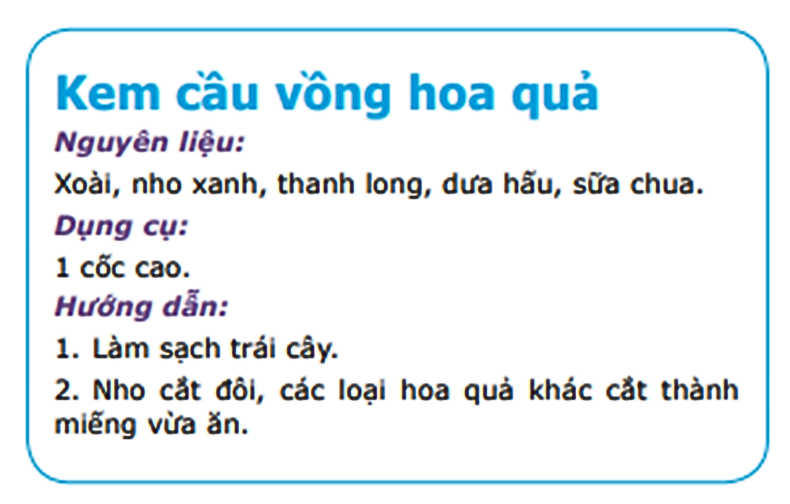 Kem cầu vồng hoa quả
Nguyên liệu:
Xoài, nho xanh, thanh long, dưa hấu, sữa chua.
Dụng cụ:
1 cốc cao.
Hướng dẫn:
1. Làm sạch trái cây.
2. Nho cắt đôi, các loại hoa quả khác cắt thành
miếng vừa ăn.